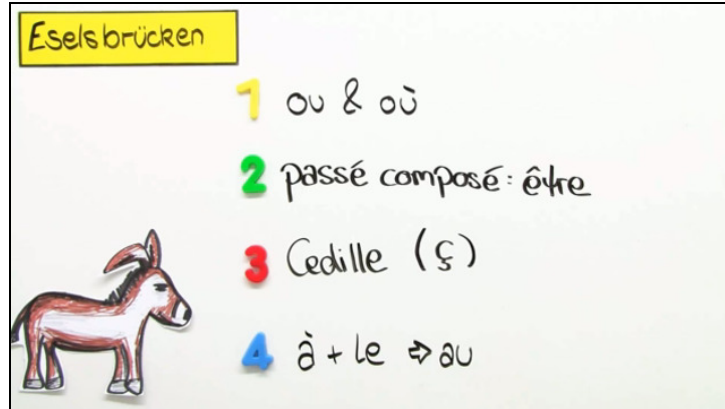 Eselsbrücken
1 ou & où
2 passé composé: être
3 Cedille (ç)
4 à + le ⇨ au